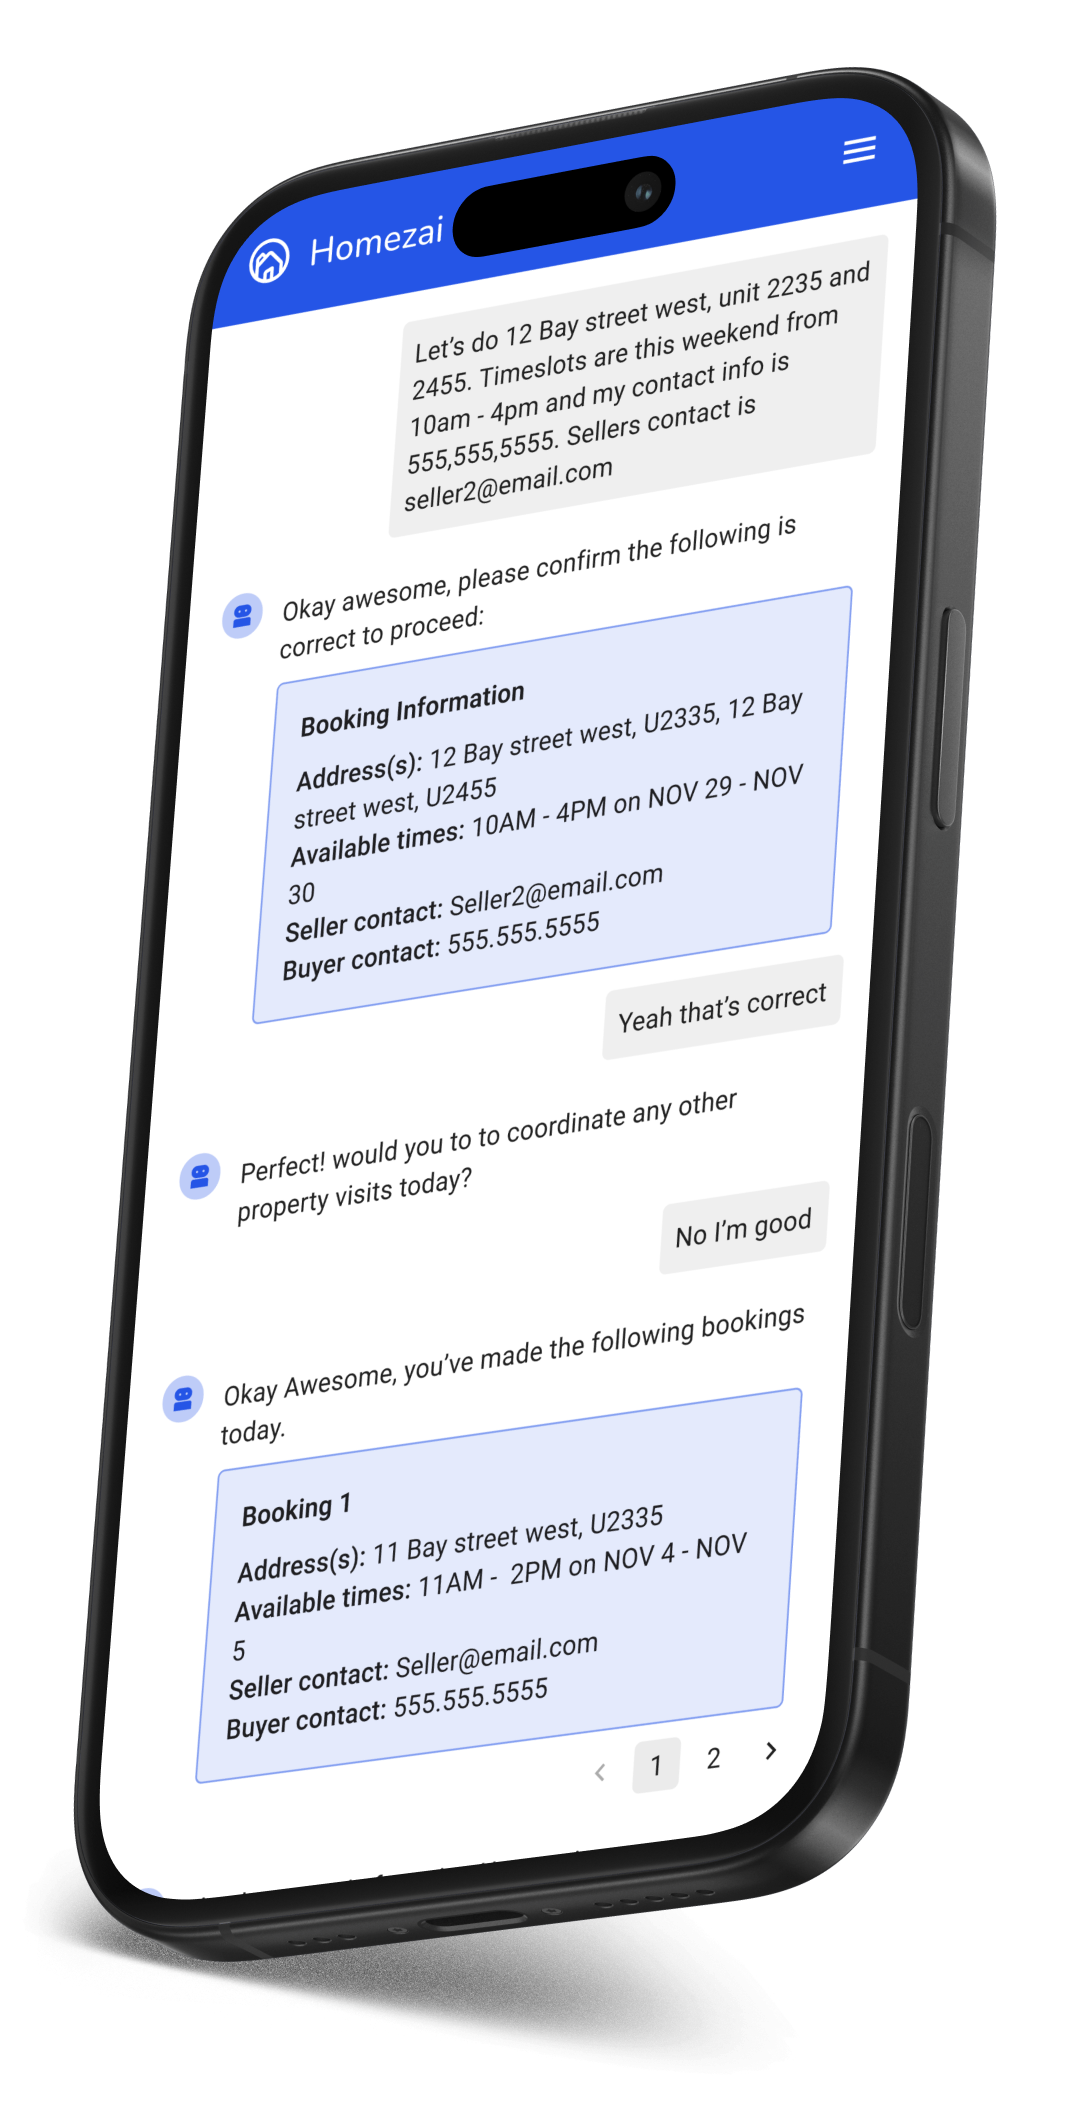 Homezai
Let's do 12 Bay street west, unit 2235 and
2455. Timeslots are this weekend from
10am - 4pm and my contact info is
555,555,5555. Sellers contact is
seller2@email.com
Okay awesome, please confirm the following is
correct to proceed:
Booking Information
Address(s): 12 Bay street west, U2335, 12 Bay
street west, U2455
Available times: 10AM - 4PM on NOV 29 - NOV
30
Seller contact: Seller2@email.com
Buyer contact: 555.555.5555
Yeah that's correct
Perfect! would you to to coordinate any other
property visits today?
No I'm good
Okay Awesome, you've made the following bookings
today.
Booking 1
Address(s): 11 Bay street west, U2335
Available times: 11AM -  2PM on NOV 4 - NOV
5
Seller contact: Seller@email.com
Buyer contact: 555.555.5555
1 2